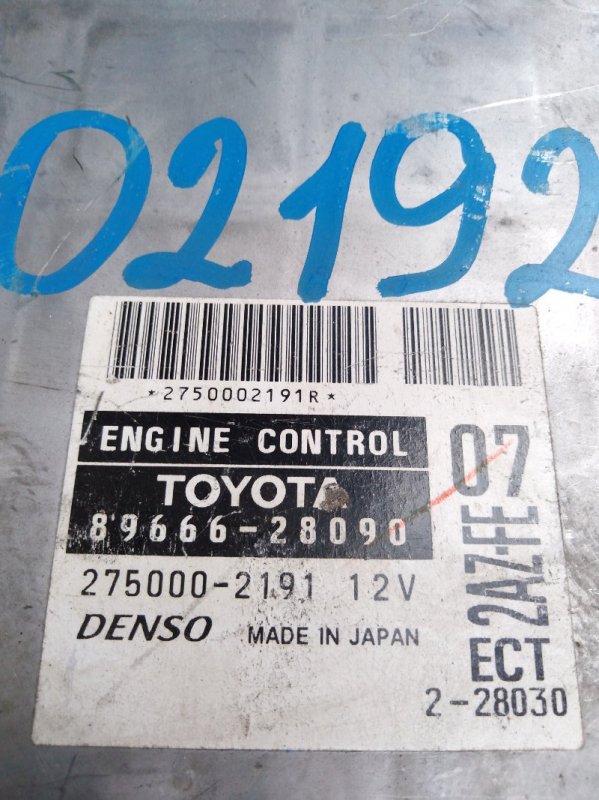 02192
*2750002191R*
ENGINE CONTROL
TOYOTA
89666-28090
275000-2191 12V
DENSO MADE IN JAPAN
07
2AZ-FE
ECT
2-28030